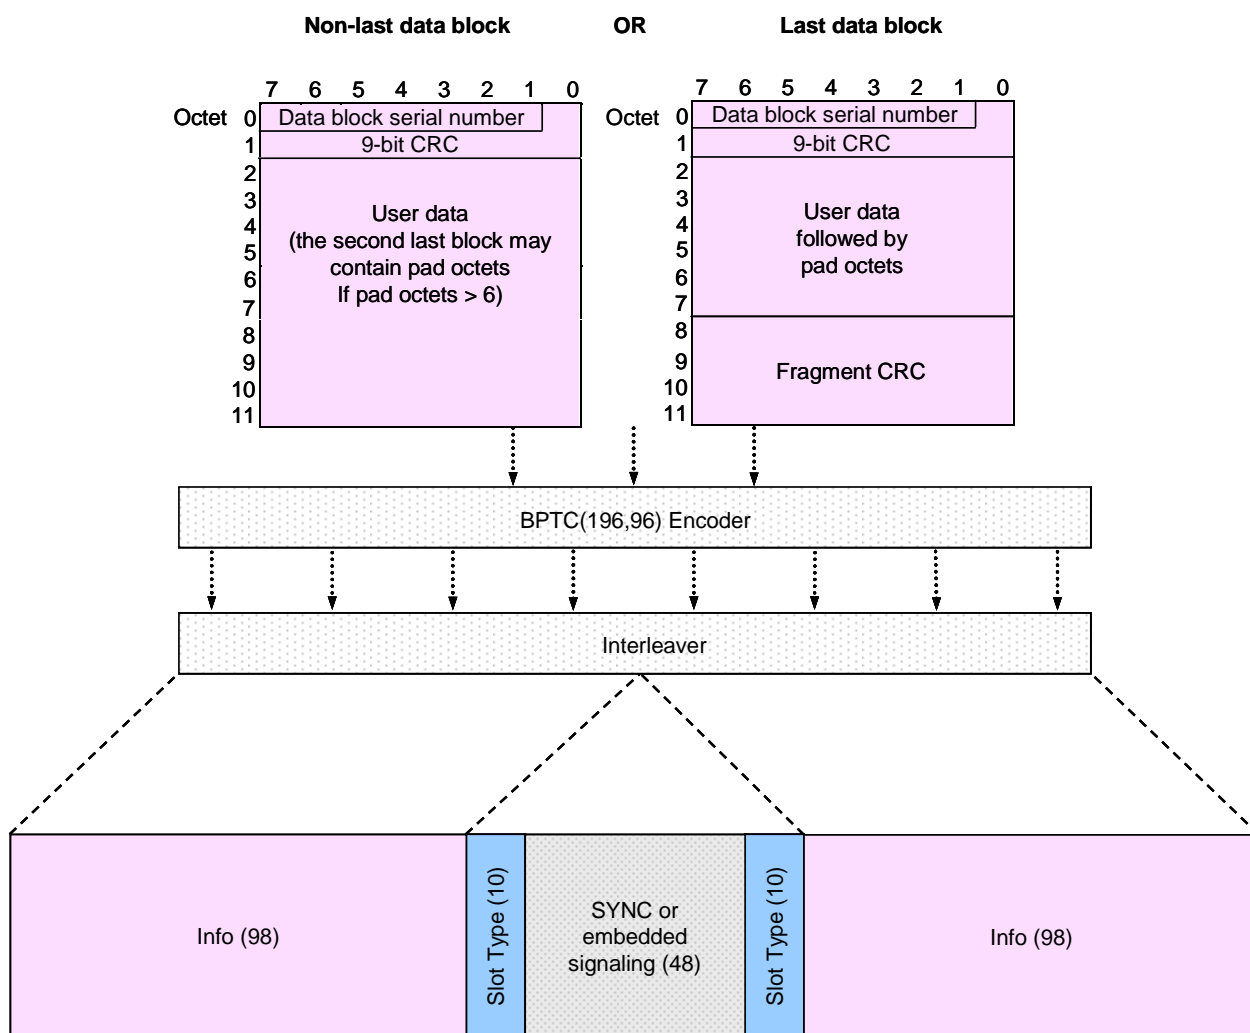 Non-last data block OR Last data block
7 6 5 4 3 2 1 0 7 6 5 4 3 2 1 0
Octet 0 Data block serial number Octet 0 Data block serial number
1 9-bit CRC 1 9-bit CRC
2 2
3 3
User data User data
4 4
(the second last block may followed by
5 5
contain pad octets pad octets
6 6
If pad octets > 6)
7 7
8 8
9 9
Fragment CRC
10 10
11 11
BPTC(196,96) Encoder
Interleaver
Info (98)
Slot Type (10)
SYNC or
embedded
signaling (48)
Slot Type (10)
Info (98)